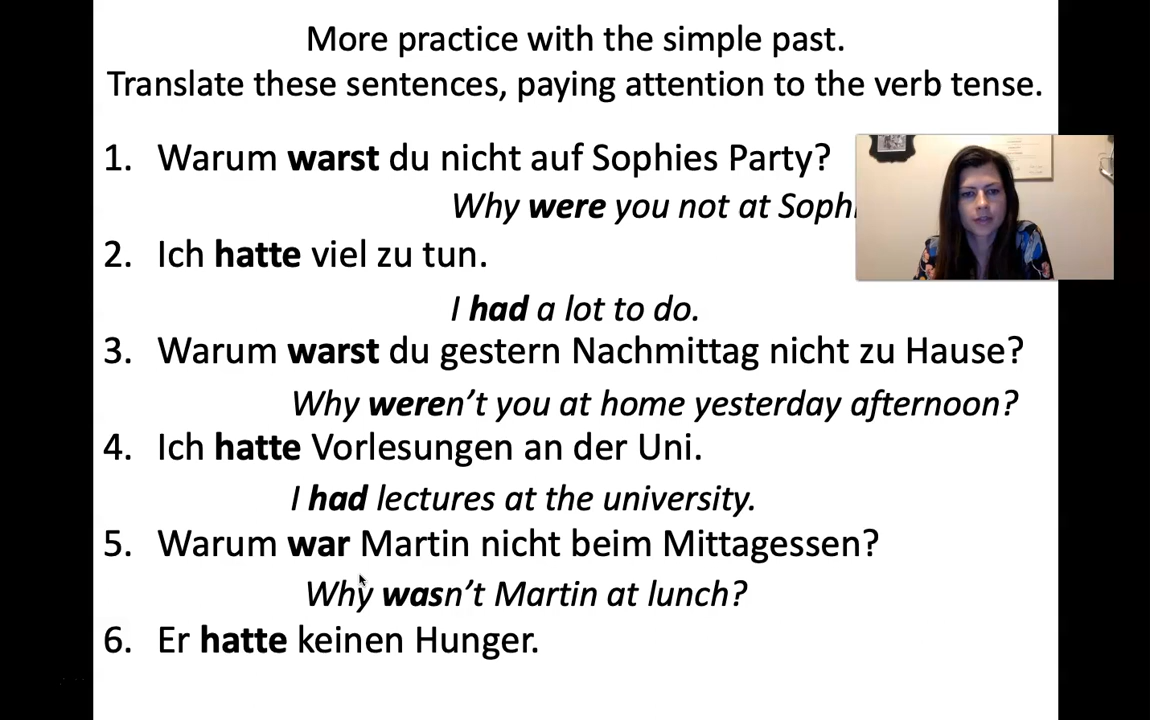 More practice with the simple past.
Translate these sentences, paying attention to the verb tense.
1. Warum warst du nicht auf Sophies Party?
Why were you not at Soph
2. Ich hatte viel zu tun.
I had a lot to do.
3. Warum warst du gestern Nachmittag nicht zu Hause?
Why weren't you at home yesterday afternoon?
4. Ich hatte Vorlesungen an der Uni.
I had lectures at the university.
5. Warum war Martin nicht beim Mittagessen?
Why wasn't Martin at lunch?
6. Er hatte keinen Hunger.